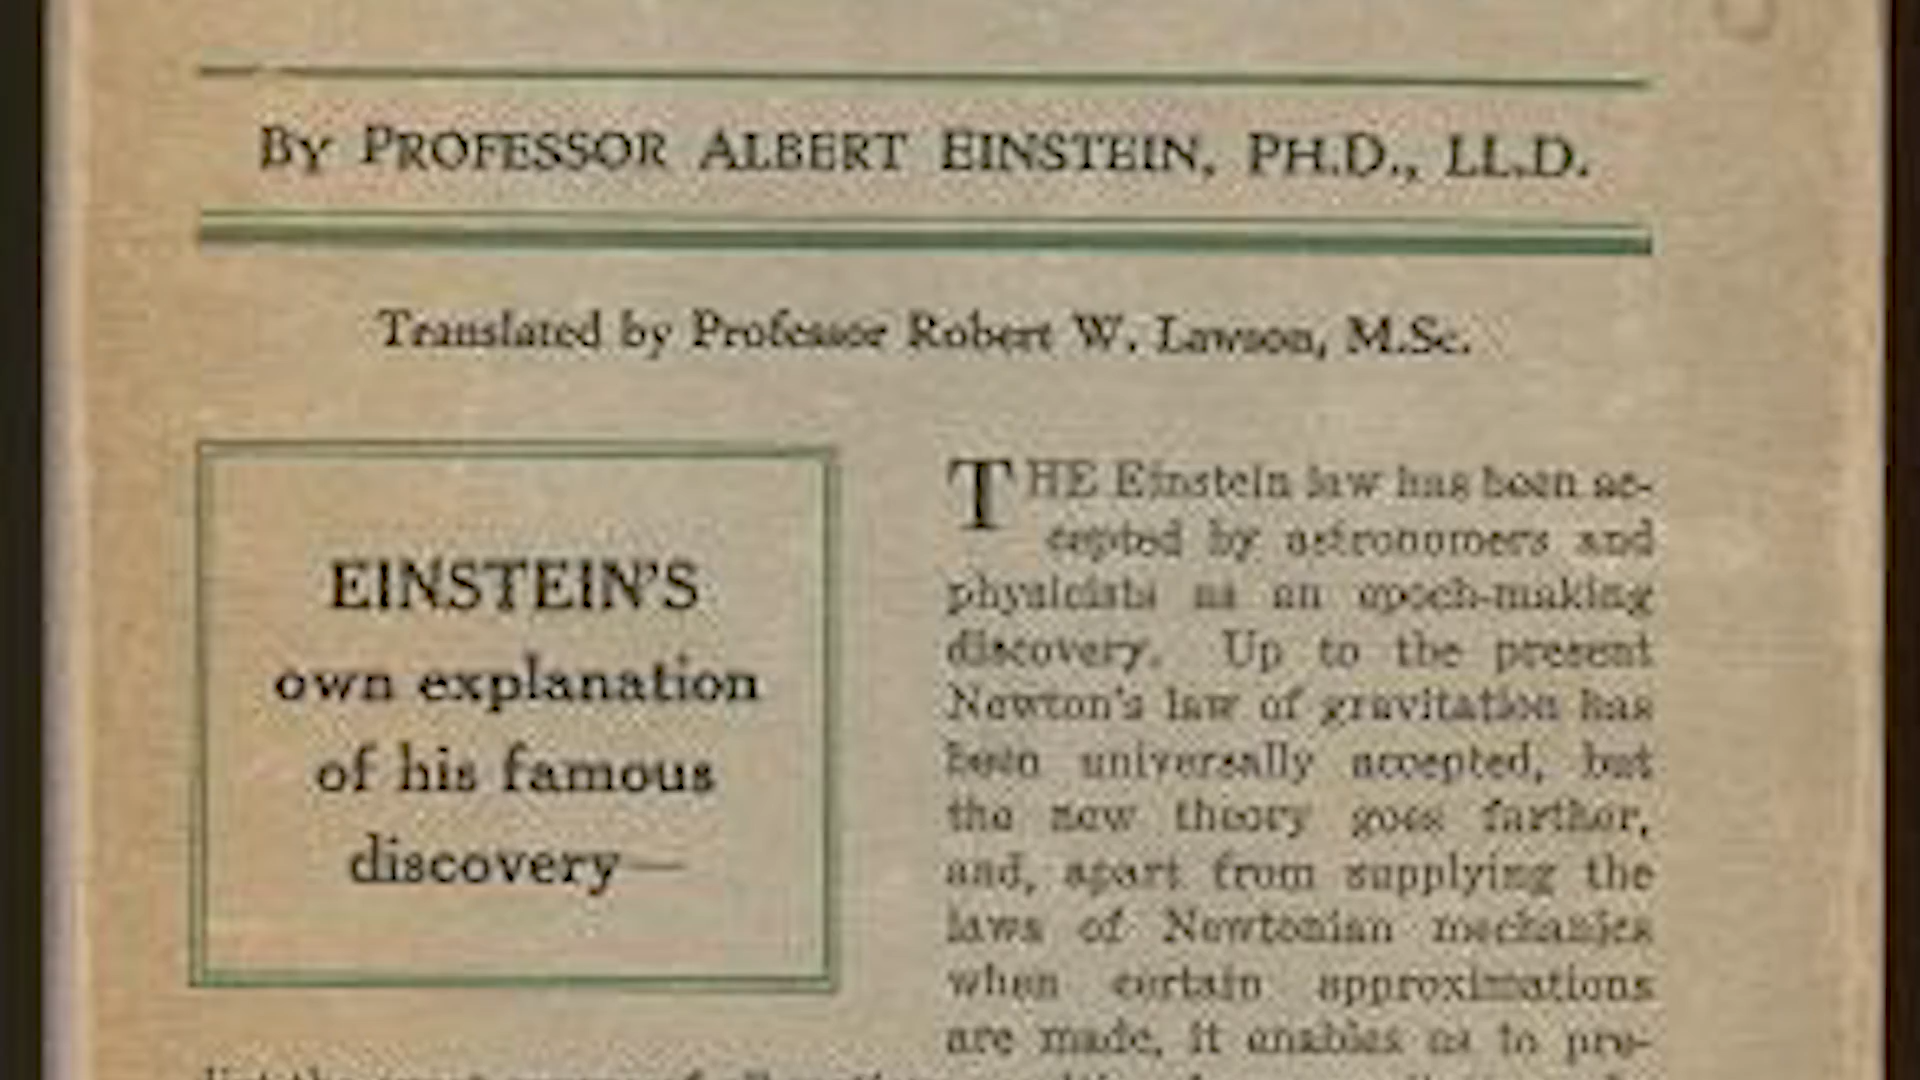 By PROFESSOR ALBERT EINSTEIN, PH.D., LL.D.
Translated by Professor Robert W. Lawson, M.Sc.
EINSTEIN'S
own explanation
of his famous
discovery—
THE Einstein law has been ac-
cepted by astronomers and
physicists as an epoch-making
discovery. Up to the present
Newton's law of gravitation has
been universally accepted, but
the new theory goes farther,
and, apart from supplying the
laws of Newtonian mechanics
when certain approximations
are made, it enables us to pre-